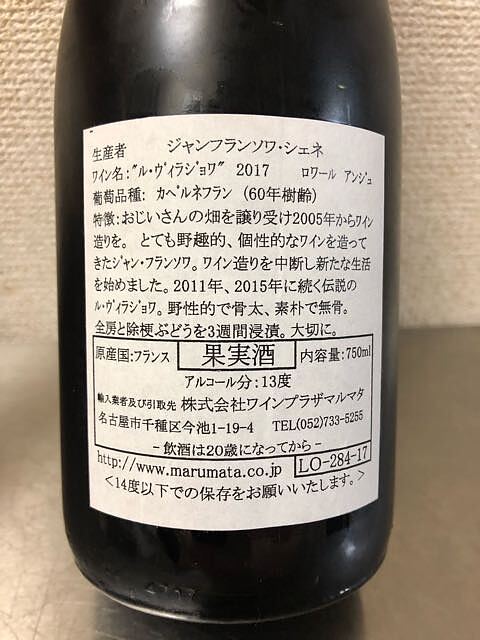 生産者　ジャンフランソワ・シェネ
ワイン名:"ル・ヴィラジョワ" 2017　ロワール アンジュ
葡萄品種: カベルネフラン (60年樹齢)
特徴:おじいさんの畑を譲り受け2005年からワイン
造りを。 とても野趣的、個性的なワインを造って
きたジャン・フランソワ。ワイン造りを中断し新たな生活
を始めました。2011年、2015年に続く伝説の
ル・ヴィラジョワ。野性的で骨太、素朴で無骨。
全房と除梗ぶどうを3週間浸漬。大切に。
原産国:フランス　果実酒　内容量:750ml
アルコール分:13度
輸入業者及び引取先 株式会社ワインプラザマルマタ
名古屋市千種区今池1-19-4　TEL(052)733-5255
－飲酒は20歳になってから－
http://www.marumata.co.jp　LO-284-17
＜14度以下での保存をお願いいたします。＞